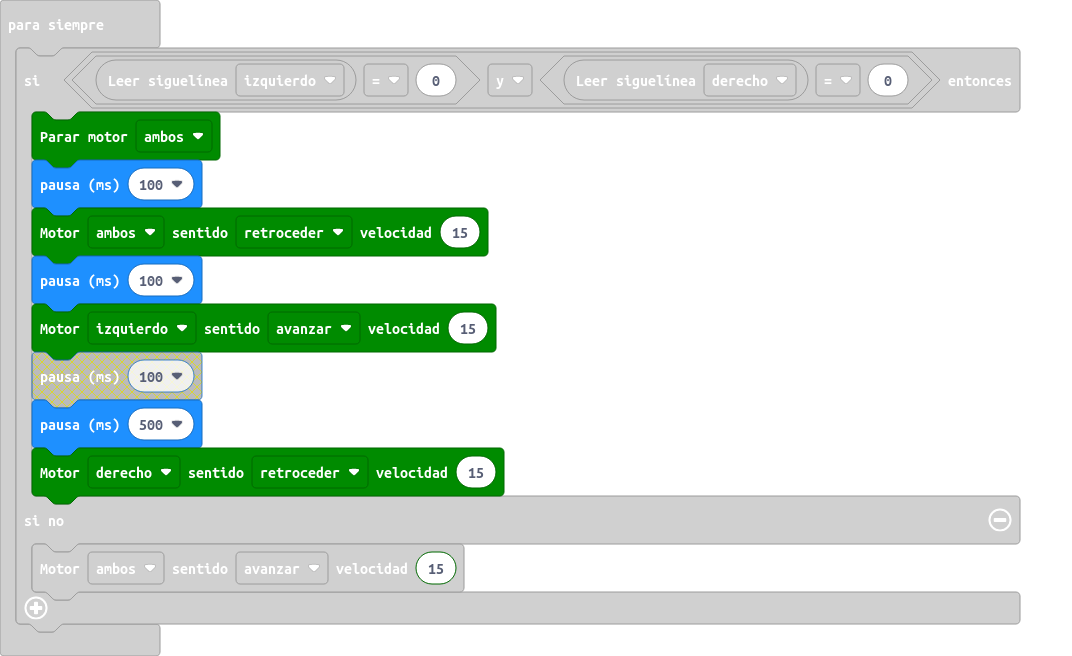 para siempre
si Leer siguelínea izquierdo = 0 y Leer siguelínea derecho = 0 entonces
Parar motor ambos
pausa (ms) 100
Motor ambos sentido retroceder velocidad 15
pausa (ms) 100
Motor izquierdo sentido avanzar velocidad 15
pausa (ms) 100
pausa (ms) 500
Motor derecho sentido retroceder velocidad 15
si no
Motor ambos sentido avanzar velocidad 15